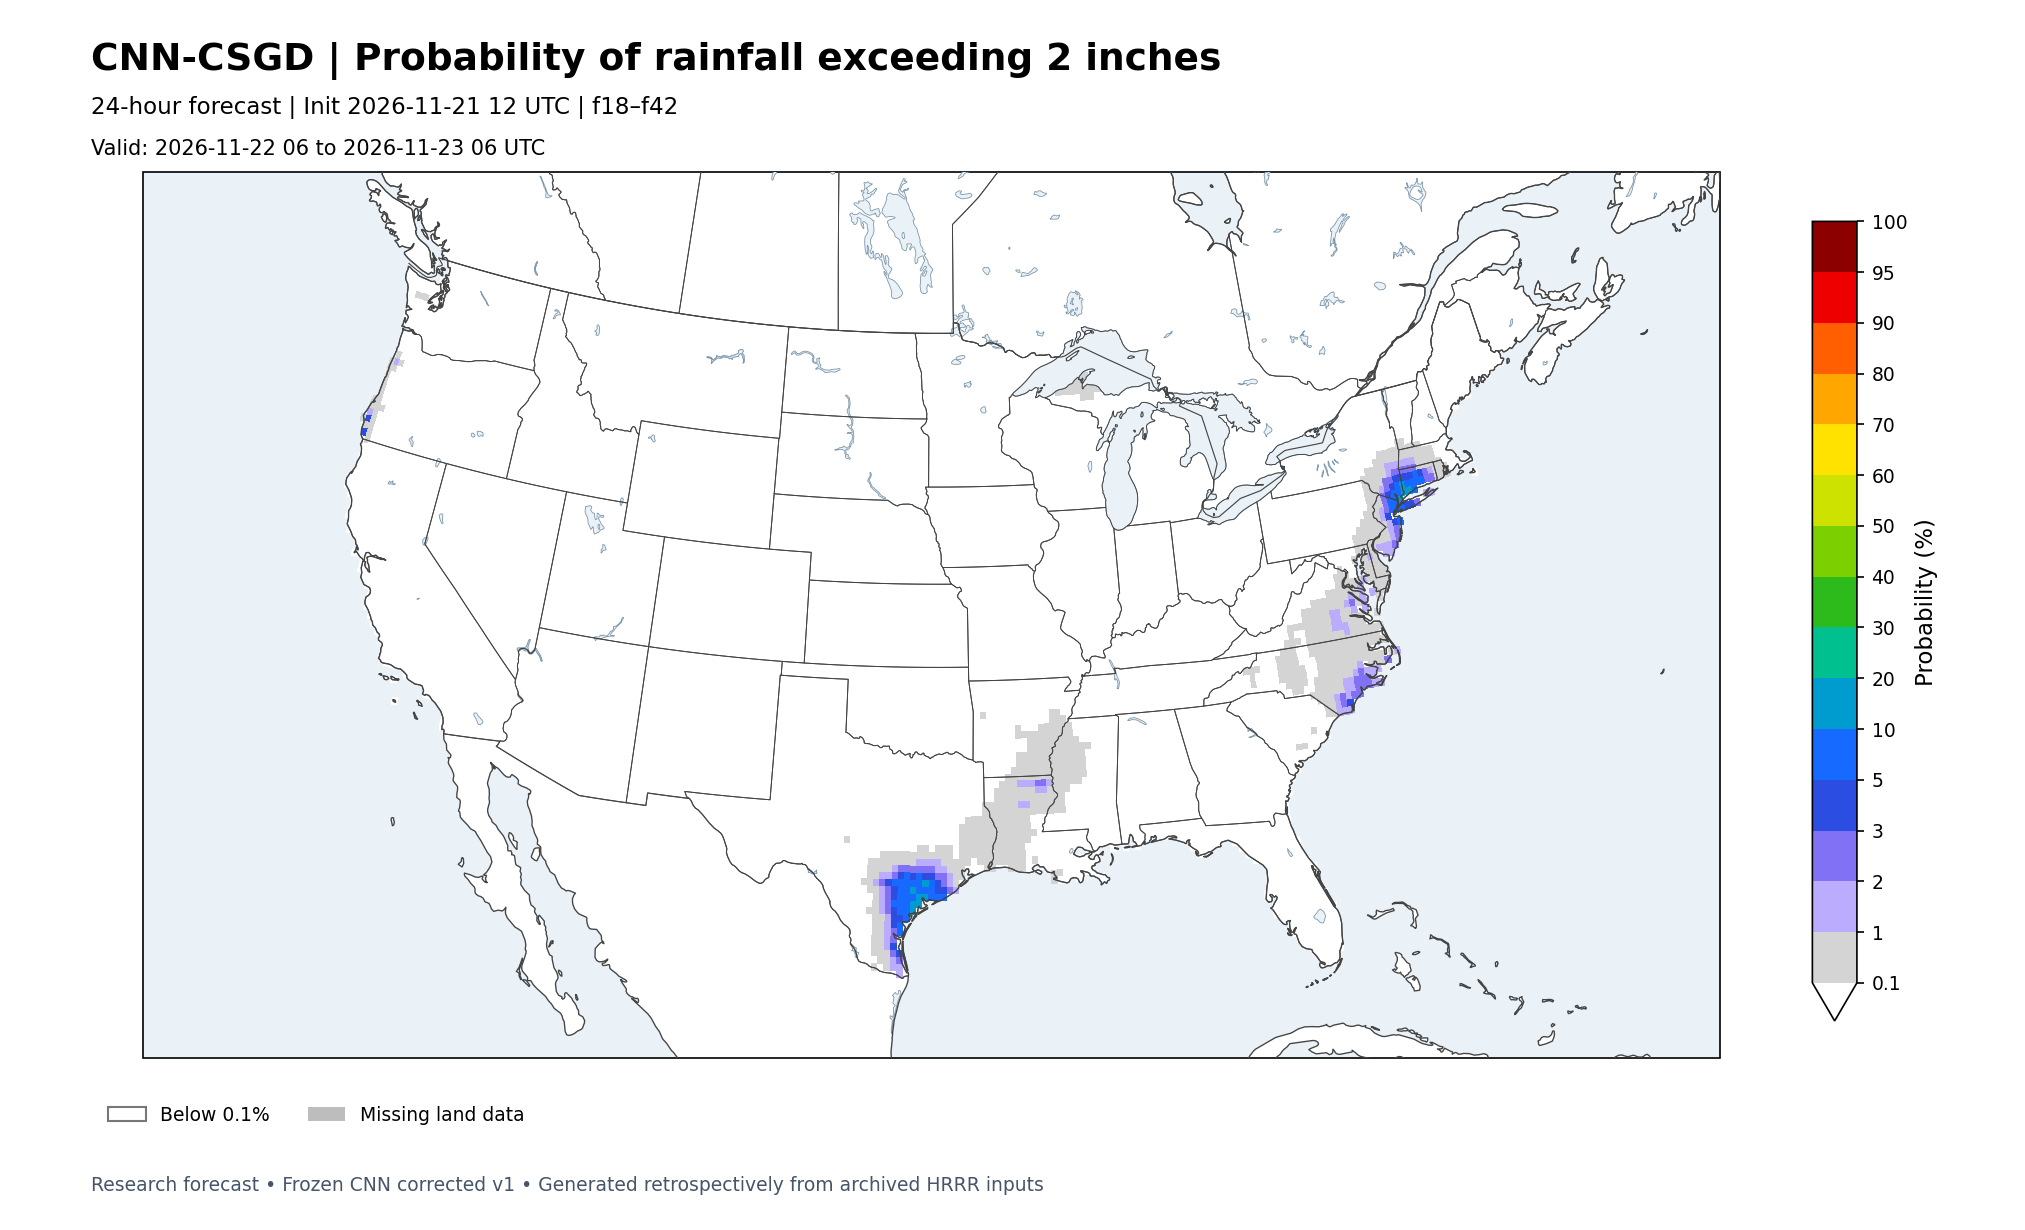 CNN-CSGD | Probability of rainfall exceeding 2 inches
24-hour forecast | Init 2026-11-21 12 UTC | f18–f42
Valid: 2026-11-22 06 to 2026-11-23 06 UTC
100
95
90
80
70
60
50
40
30
20
10
5
3
2
1
0.1
Probability (%)
Below 0.1%
Missing land data
Research forecast • Frozen CNN corrected v1 • Generated retrospectively from archived HRRR inputs